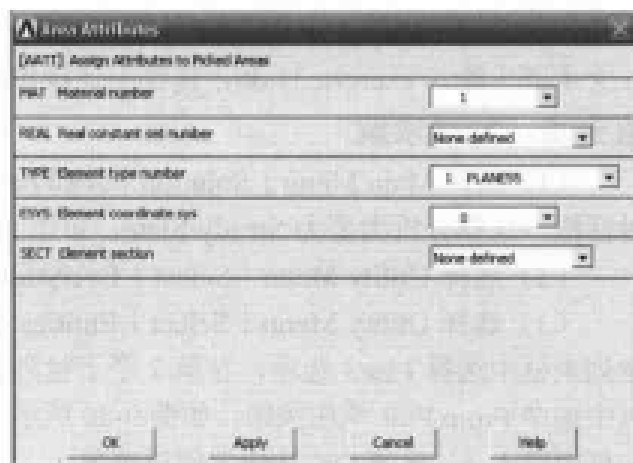 Area Attributes
[AATT] Assign Attributes to Picked Areas
MAT Material number 1
REAL Real constant set number None defined
TYPE Element type number 1 PLANE55
ESYS Element coordinate sys 0
SECT Element section None defined
OK Apply Cancel Help